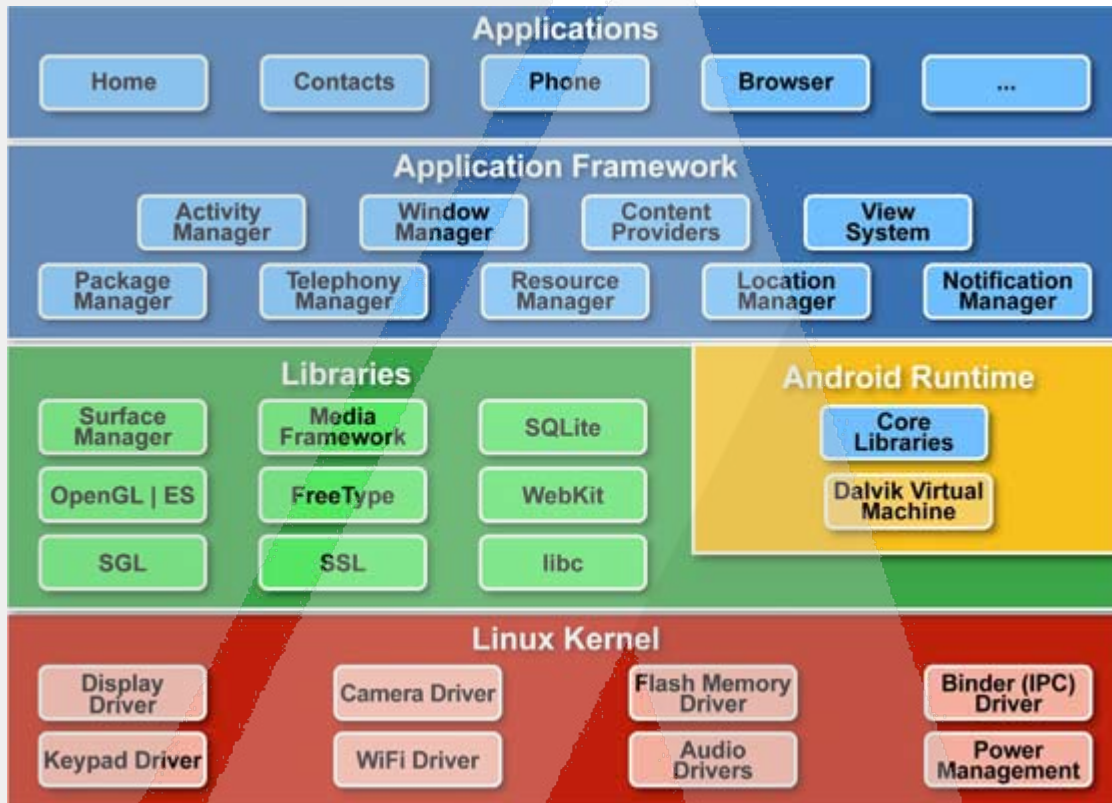 Applications
Home
Contacts
Phone
Browser
...
Application Framework
Activity
Manager
Window
Manager
Content
Providers
View
System
Package
Manager
Telephony
Manager
Resource
Manager
Location
Manager
Notification
Manager
Libraries
Surface
Manager
Media
Framework
SQLite
OpenGL | ES
FreeType
WebKit
SGL
SSL
libc
Android Runtime
Core
Libraries
Dalvik Virtual
Machine
Linux Kernel
Display
Driver
Camera Driver
Flash Memory
Driver
Binder (IPC)
Driver
Keypad Driver
WiFi Driver
Audio
Drivers
Power
Management